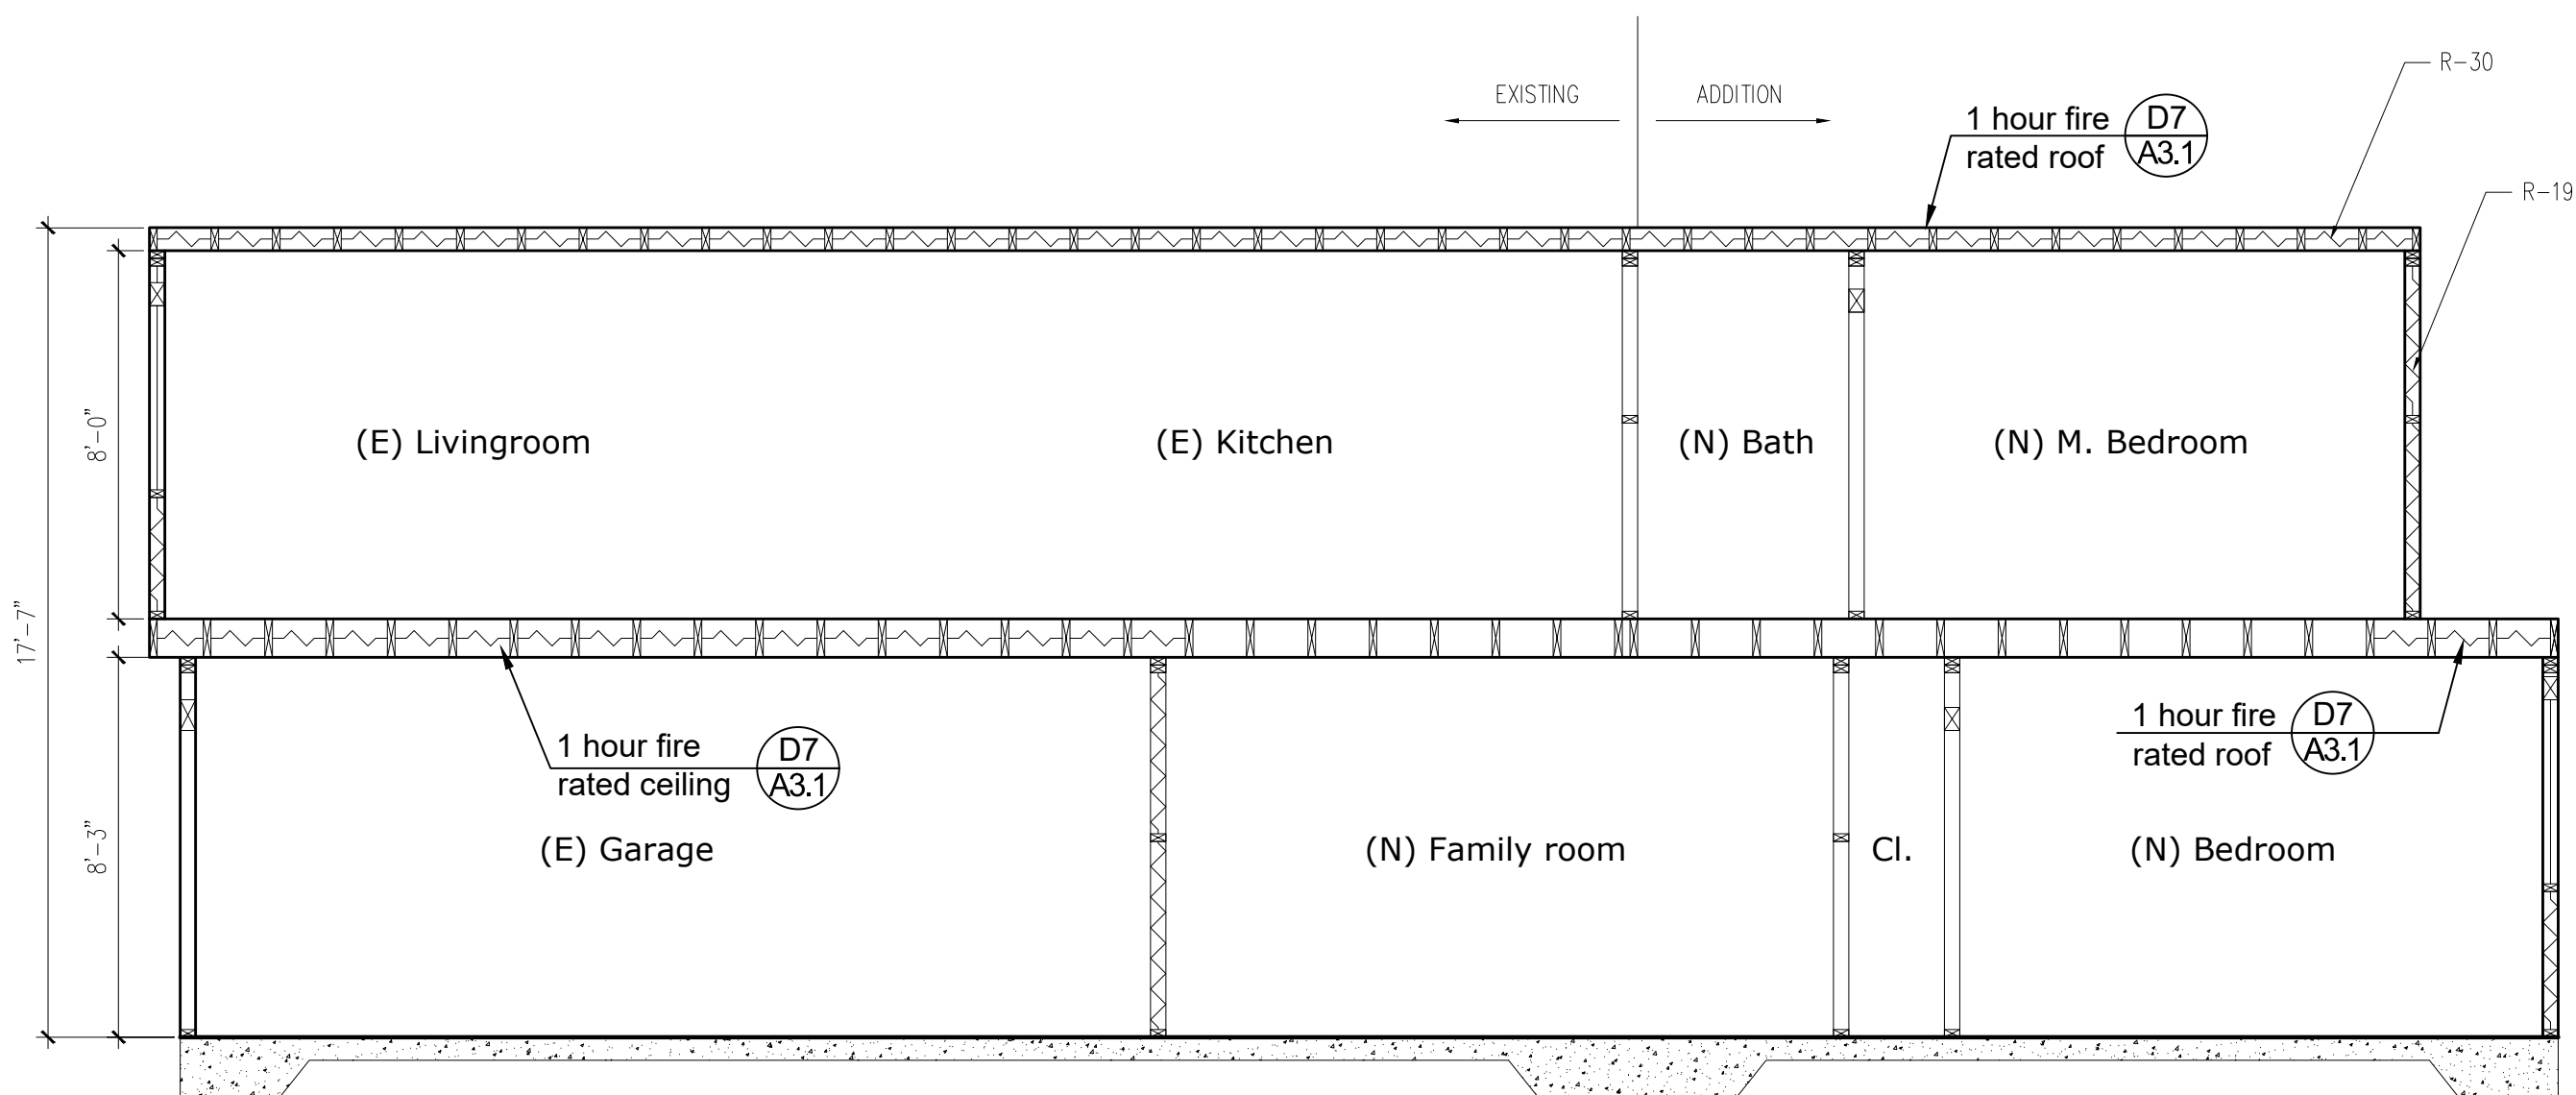 R-30
EXISTING
ADDITION
1 hour fire
rated roof
D7
A3.1
R-19
8'-0"
17'-7"
(E) Livingroom
(E) Kitchen
(N) Bath
(N) M. Bedroom
1 hour fire
rated ceiling
D7
A3.1
1 hour fire
rated roof
D7
A3.1
8'-3"
(E) Garage
(N) Family room
Cl.
(N) Bedroom